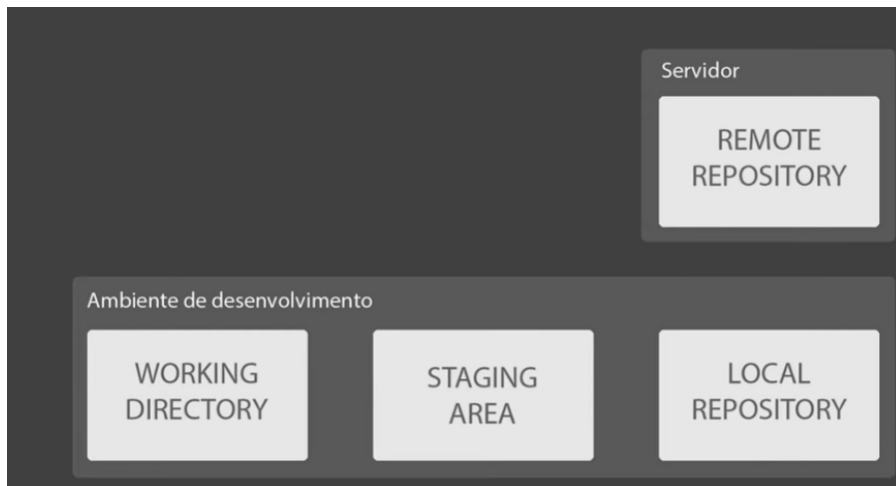 Servidor
REMOTE
REPOSITORY
Ambiente de desenvolvimento
WORKING
DIRECTORY
STAGING
AREA
LOCAL
REPOSITORY